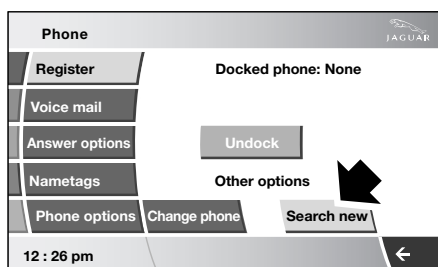 Phone
JAGUAR
Register
Docked phone: None
Voice mail
Answer options
Undock
Nametags
Other options
Phone options
Change phone
Search new
12 : 26 pm